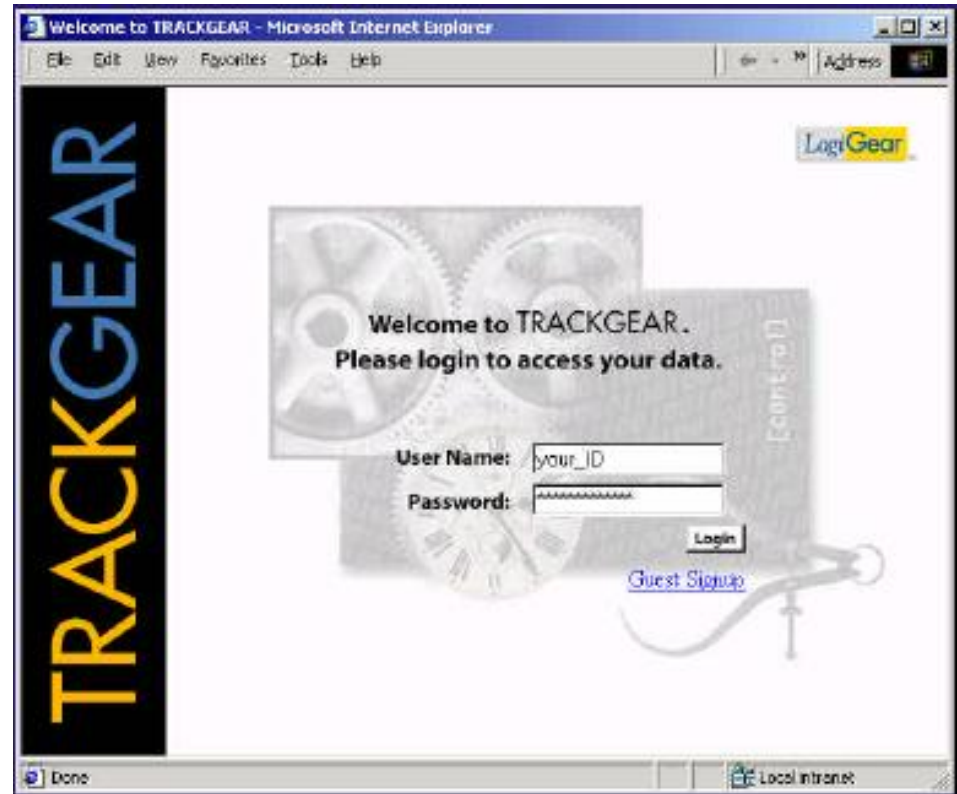 Welcome to TRACKGEAR - Microsoft Internet Explorer
File Edit View Favorites Tools Help
» Address
TRACKGEAR
LogiGear
Welcome to TRACKGEAR.
Please login to access your data.
[control]
User Name: your_ID
Password: *************
Login
Guest Signup
Done
Local intranet